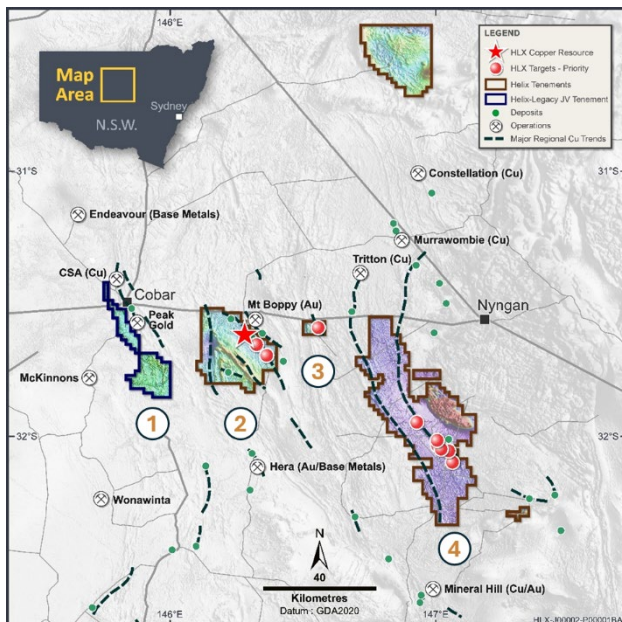 Map
Area
Sydney
N.S.W.
LEGEND
HLX Copper Resource
HLX Targets - Priority
Helix Tenements
Helix-Legacy JV Tenement
Deposits
Operations
Major Regional Cu Trends
31°S
31°S
Constellation (Cu)
Endeavour (Base Metals)
Murrawombie (Cu)
Tritton (Cu)
CSA (Cu)
Cobar
Mt Boppy (Au)
Nyngan
Peak
Gold
3
McKinnons
1
2
32°S
32°S
Hera (Au/Base Metals)
Wonawinta
N
4
40
Kilometres
Datum : GDA2020
Mineral Hill (Cu/Au)
146°E
147°E
HLX-J00002-P00001BA